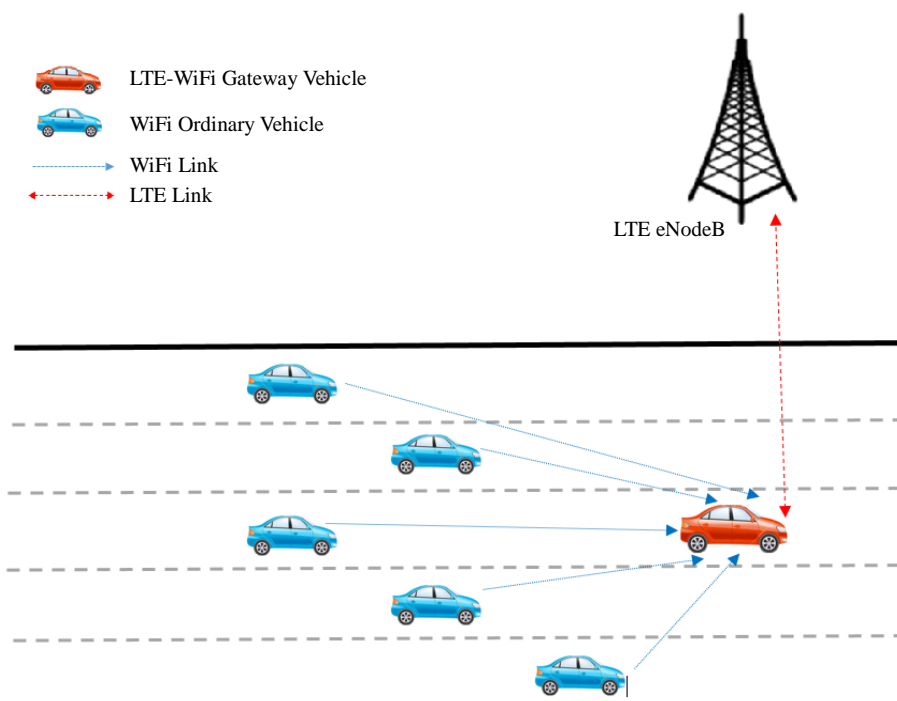 LTE-WiFi Gateway Vehicle
WiFi Ordinary Vehicle
WiFi Link
LTE Link
LTE eNodeB